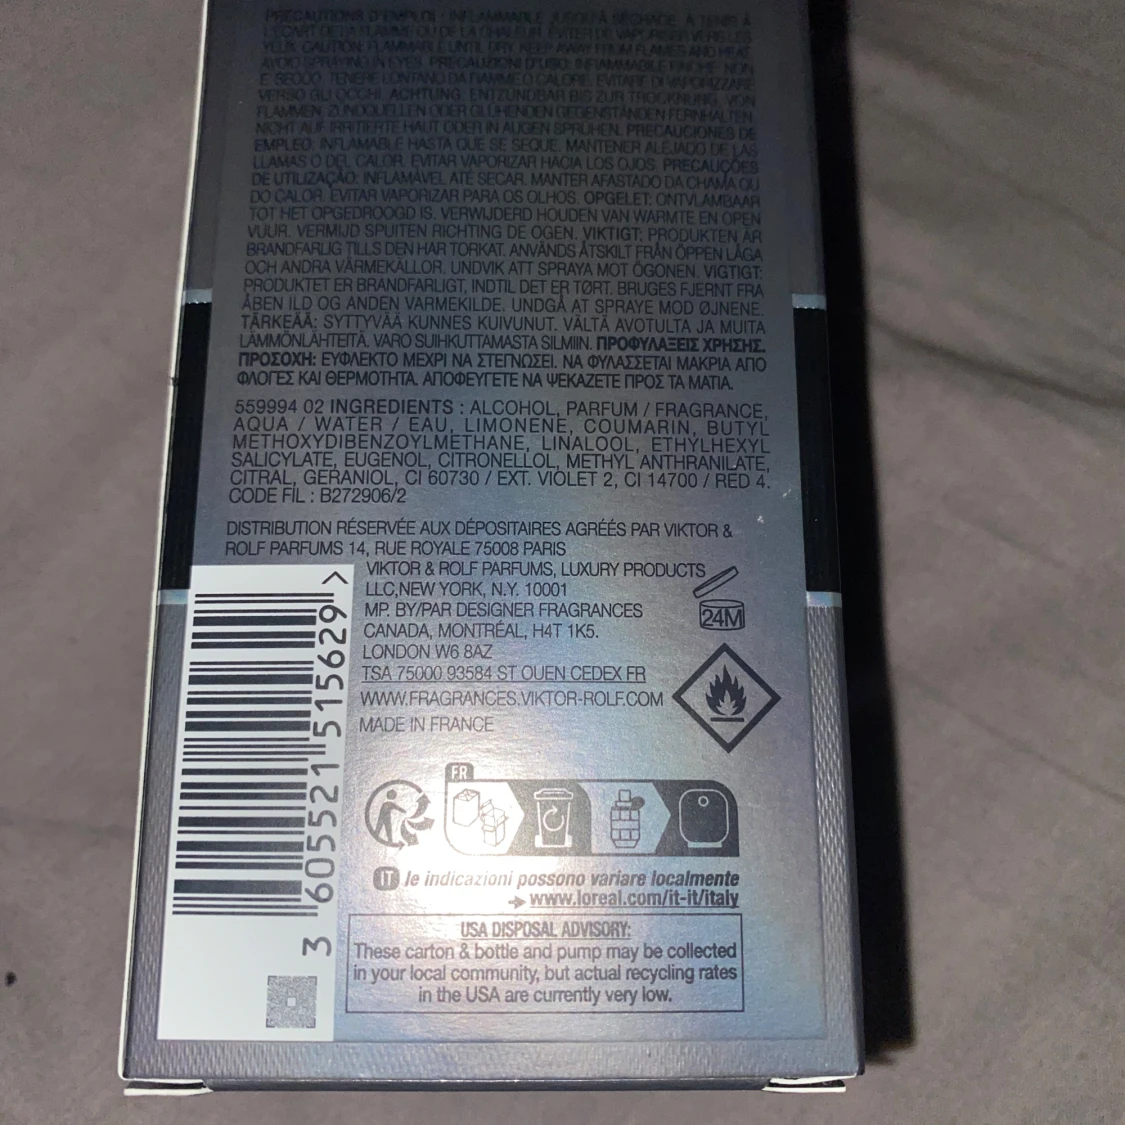 PRÉCAUTIONS D'EMPLOI : INFLAMMABLE JUSQU'À SÉCHAGE. À TENIR À
L'ÉCART DE LA FLAMME OU DE LA CHALEUR. ÉVITER DE VAPORISER VERS LES
YEUX. CAUTION: FLAMMABLE UNTIL DRY. KEEP AWAY FROM FLAMES AND HEAT.
AVOID SPRAYING IN EYES. PRECAUZIONI D'USO: INFIAMMABILE FINCHÉ NON
È SECCO. TENERE LONTANO DA FIAMME O CALORE. EVITARE DI VAPORIZZARE
VERSO GLI OCCHI. ACHTUNG: ENTZÜNDBAR BIS ZUR TROCKNUNG. VON
FLAMMEN, ZÜNDQUELLEN ODER GLÜHENDEN GEGENSTÄNDEN FERNHALTEN.
NICHT AUF IRRITIERTE HAUT ODER IN AUGEN SPRÜHEN. PRECAUCIONES DE
EMPLEO: INFLAMABLE HASTA QUE SE SEQUE. MANTENER ALEJADO DE LAS
LLAMAS O DEL CALOR. EVITAR VAPORIZAR HACIA LOS OJOS. PRECAUÇÕES
DE UTILIZAÇÃO: INFLAMÁVEL ATÉ SECAR. MANTER AFASTADO DA CHAMA OU
DO CALOR. EVITAR VAPORIZAR PARA OS OLHOS. OPGELET: ONTVLAMBAAR
TOT HET OPGEDROOGD IS. VERWIJDERD HOUDEN VAN WARMTE EN OPEN
VUUR. VERMIJD SPUITEN RICHTING DE OGEN. VIKTIGT: PRODUKTEN ÄR
BRANDFARLIG TILLS DEN HAR TORKAT. ANVÄNDS ÅTSKILT FRÅN ÖPPEN LÅGA
OCH ANDRA VÄRMEKÄLLOR. UNDVIK ATT SPRAYA MOT ÖGONEN. VIGTIGT:
PRODUKTET ER BRANDFARLIGT, INDTIL DET ER TØRT. BRUGES FJERNT FRA
ÅBEN ILD OG ANDEN VARMEKILDE. UNDGÅ AT SPRAYE MOD ØJNENE.
TÄRKEÄÄ: SYTTYVÄÄ KUNNES KUIVUNUT. VÄLTÄ AVOTULTA JA MUITA
LÄMMÖNLÄHTEITÄ. VARO SUIHKUTTAMASTA SILMIIN. ΠΡΟΦΥΛΑΞΕΙΣ ΧΡΗΣΗΣ.
ΠΡΟΣΟΧΗ: ΕΥΦΛΕΚΤΟ ΜΕΧΡΙ ΝΑ ΣΤΕΓΝΩΣΕΙ. ΝΑ ΦΥΛΑΣΣΕΤΑΙ ΜΑΚΡΙΑ ΑΠΟ
ΦΛΟΓΕΣ ΚΑΙ ΘΕΡΜΟΤΗΤΑ. ΑΠΟΦΕΥΓΕΤΕ ΝΑ ΨΕΚΑΖΕΤΕ ΠΡΟΣ ΤΑ ΜΑΤΙΑ.
559994 02 INGREDIENTS : ALCOHOL, PARFUM / FRAGRANCE,
AQUA / WATER / EAU, LIMONENE, COUMARIN, BUTYL
METHOXYDIBENZOYLMETHANE, LINALOOL, ETHYLHEXYL
SALICYLATE, EUGENOL, CITRONELLOL, METHYL ANTHRANILATE,
CITRAL, GERANIOL, CI 60730 / EXT. VIOLET 2, CI 14700 / RED 4.
CODE FIL : B272906/2
DISTRIBUTION RÉSERVÉE AUX DÉPOSITAIRES AGRÉÉS PAR VIKTOR &
ROLF PARFUMS 14, RUE ROYALE 75008 PARIS
VIKTOR & ROLF PARFUMS, LUXURY PRODUCTS
LLC,NEW YORK, N.Y. 10001
MP. BY/PAR DESIGNER FRAGRANCES
CANADA, MONTRÉAL, H4T 1K5.
LONDON W6 8AZ
TSA 75000 93584 ST OUEN CEDEX FR
WWW.FRAGRANCES.VIKTOR-ROLF.COM
MADE IN FRANCE
24M
3 605521 515629 >
FR
IT le indicazioni possono variare localmente
www.loreal.com/it-it/italy
USA DISPOSAL ADVISORY:
These carton & bottle and pump may be collected
in your local community, but actual recycling rates
in the USA are currently very low.